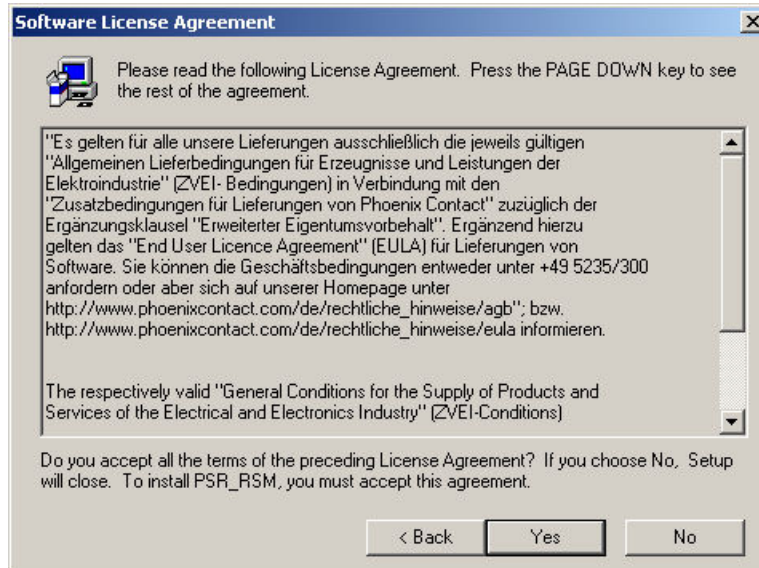 Software License Agreement
Please read the following License Agreement. Press the PAGE DOWN key to see
the rest of the agreement.
"Es gelten für alle unsere Lieferungen ausschließlich die jeweils gültigen
"Allgemeinen Lieferbedingungen für Erzeugnisse und Leistungen der
Elektroindustrie" (ZVEI- Bedingungen) in Verbindung mit den
"Zusatzbedingungen für Lieferungen von Phoenix Contact" zuzüglich der
Ergänzungsklausel "Erweiterter Eigentumsvorbehalt". Ergänzend hierzu
gelten das "End User Licence Agreement" (EULA) für Lieferungen von
Software. Sie können die Geschäftsbedingungen entweder unter +49 5235/300
anfordern oder aber sich auf unserer Homepage unter
http://www.phoenixcontact.com/de/rechtliche_hinweise/agb"; bzw.
http://www.phoenixcontact.com/de/rechtliche_hinweise/eula informieren.
The respectively valid "General Conditions for the Supply of Products and
Services of the Electrical and Electronics Industry" (ZVEI-Conditions)
Do you accept all the terms of the preceding License Agreement? If you choose No, Setup
will close. To install PSR_RSM, you must accept this agreement.
< Back Yes No